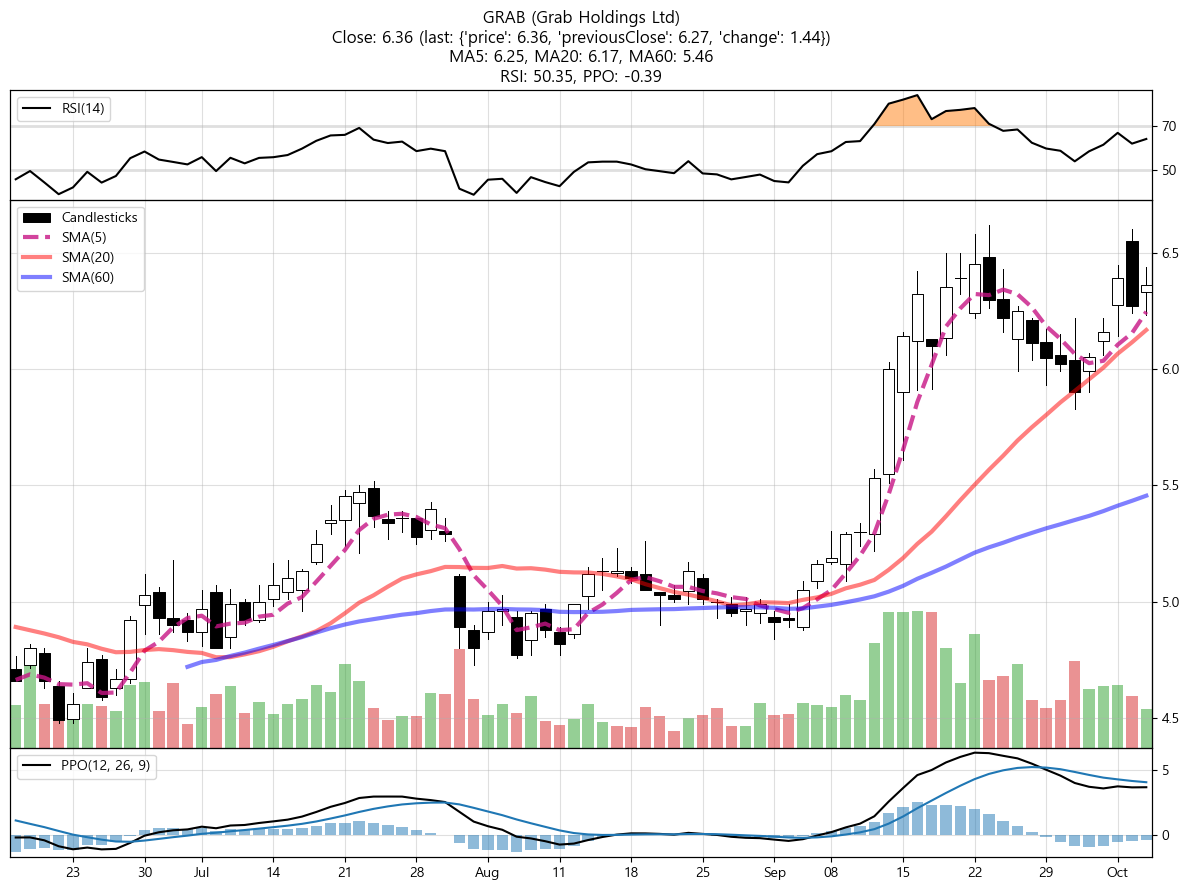 GRAB (Grab Holdings Ltd)
Close: 6.36 (last: {'price': 6.36, 'previousClose': 6.27, 'change': 1.44})
MA5: 6.25, MA20: 6.17, MA60: 5.46
RSI: 50.35, PPO: -0.39
RSI(14)
70
50
Candlesticks
SMA(5)
SMA(20)
SMA(60)
6.5
6.0
5.5
5.0
4.5
PPO(12, 26, 9)
5
0
23 30 Jul 14 21 28 Aug 11 18 25 Sep 08 15 22 29 Oct